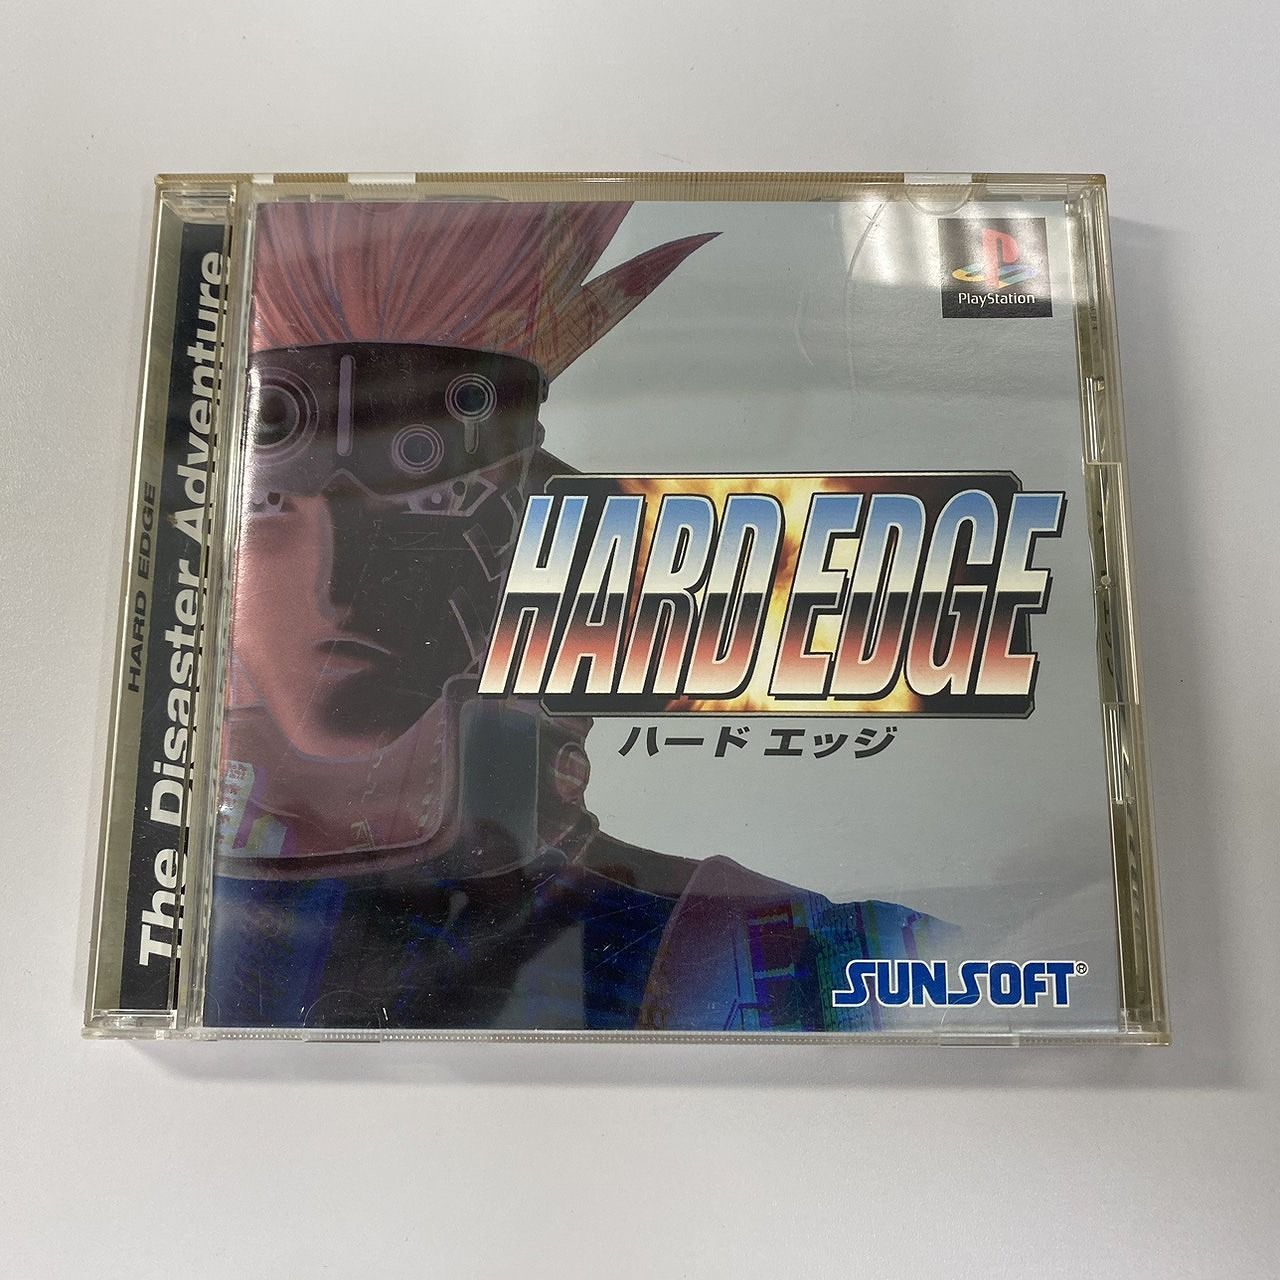 The Disaster Adventure
HARD EDGE
PlayStation
HARD EDGE
ハード エッジ
SUNSOFT®